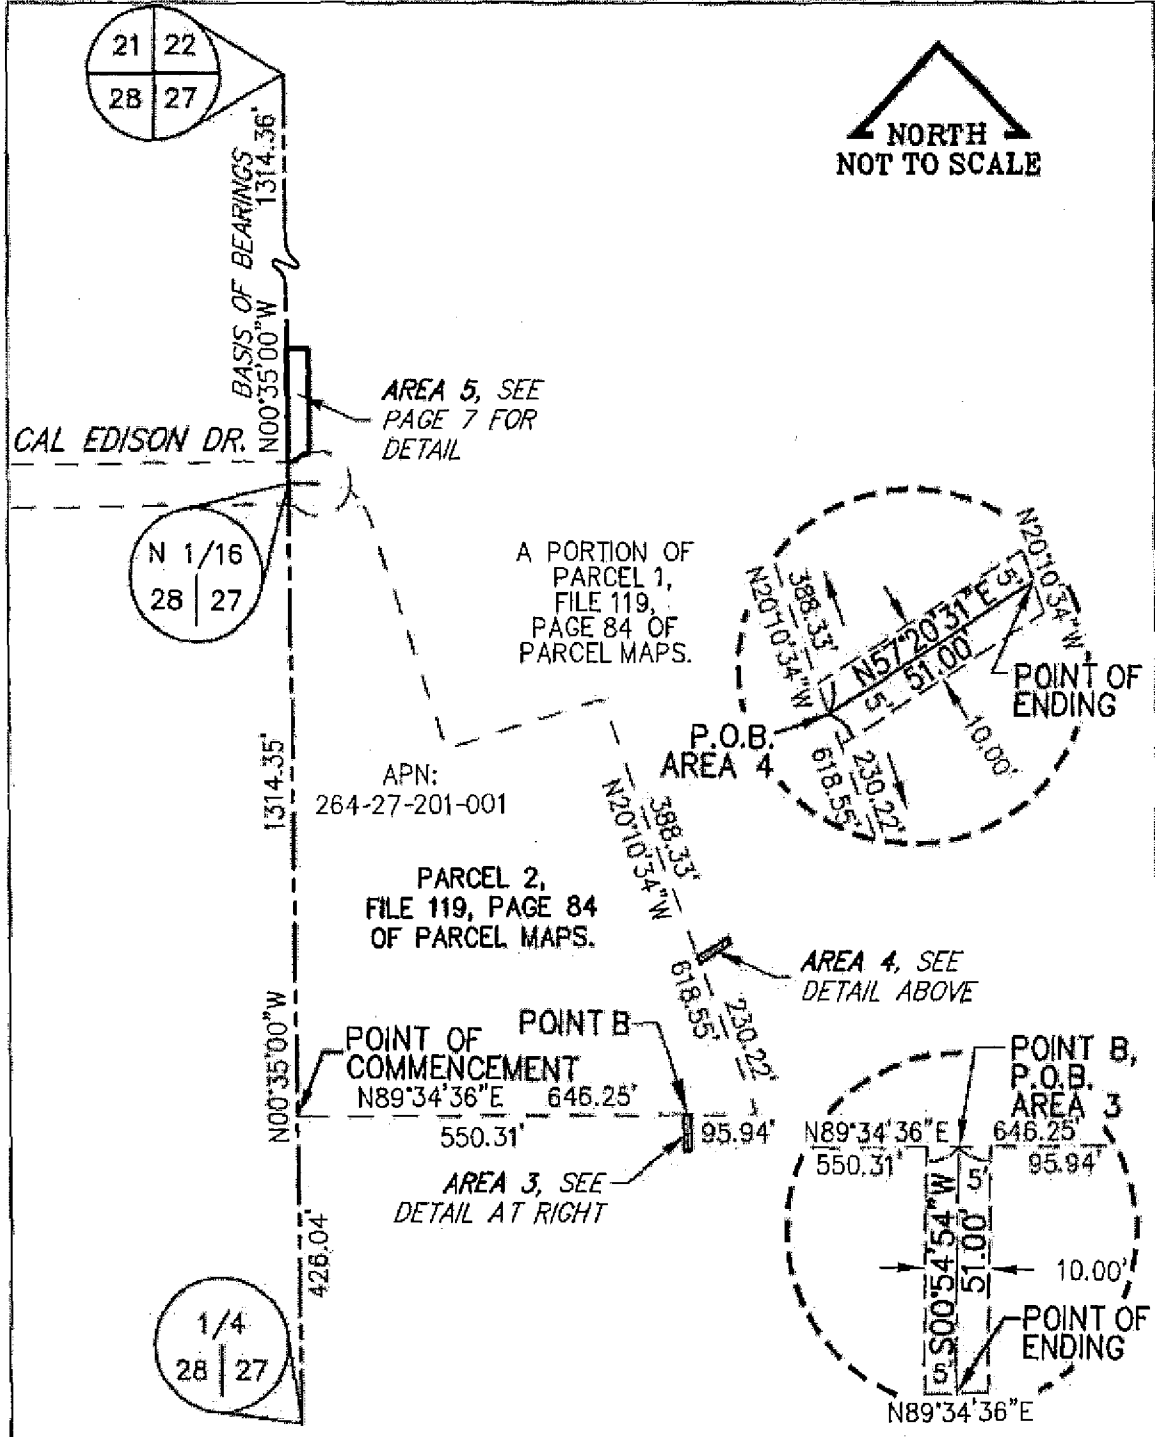 21 22
28 27
NORTH
NOT TO SCALE
BASIS OF BEARINGS
1314.36'
N00°35'00"W
AREA 5, SEE
PAGE 7 FOR
DETAIL
CAL EDISON DR.
N 1/16
28 27
A PORTION OF
PARCEL 1,
FILE 119,
PAGE 84 OF
PARCEL MAPS.
388.33'
N20°10'34"W
N57°20'31"E
51.00'
5'
5'
N20°10'34"W
POINT OF
ENDING
10.00'
P.O.B.
AREA 4
230.22'
618.55'
1314.35'
APN:
264-27-201-001
388.33'
N20°10'34"W
PARCEL 2,
FILE 119, PAGE 84
OF PARCEL MAPS.
AREA 4, SEE
DETAIL ABOVE
618.55'
230.22'
N00°35'00"W
POINT OF
COMMENCEMENT
POINT B
N89°34'36"E 646.25'
550.31'
95.94'
AREA 3, SEE
DETAIL AT RIGHT
POINT B,
P.O.B.
AREA 3
N89°34'36"E 646.25'
550.31' 95.94'
5'
S00°54'54"W
51.00'
10.00'
5'
POINT OF
ENDING
N89°34'36"E
426.04'
1/4
28 27